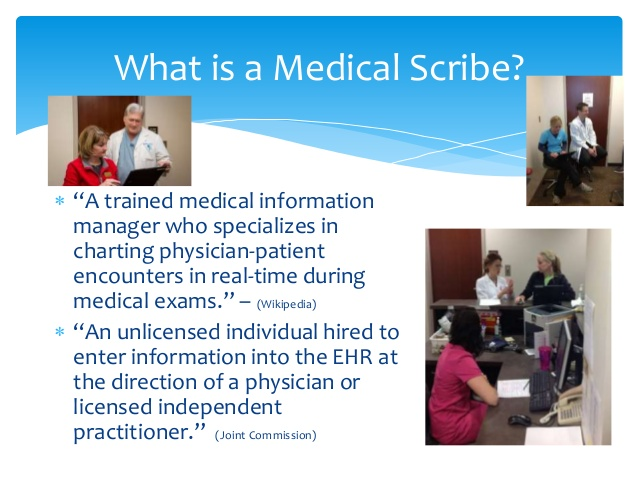 What is a Medical Scribe?
* “A trained medical information
manager who specializes in
charting physician-patient
encounters in real-time during
medical exams.” – (Wikipedia)
* “An unlicensed individual hired to
enter information into the EHR at
the direction of a physician or
licensed independent
practitioner.” (Joint Commission)